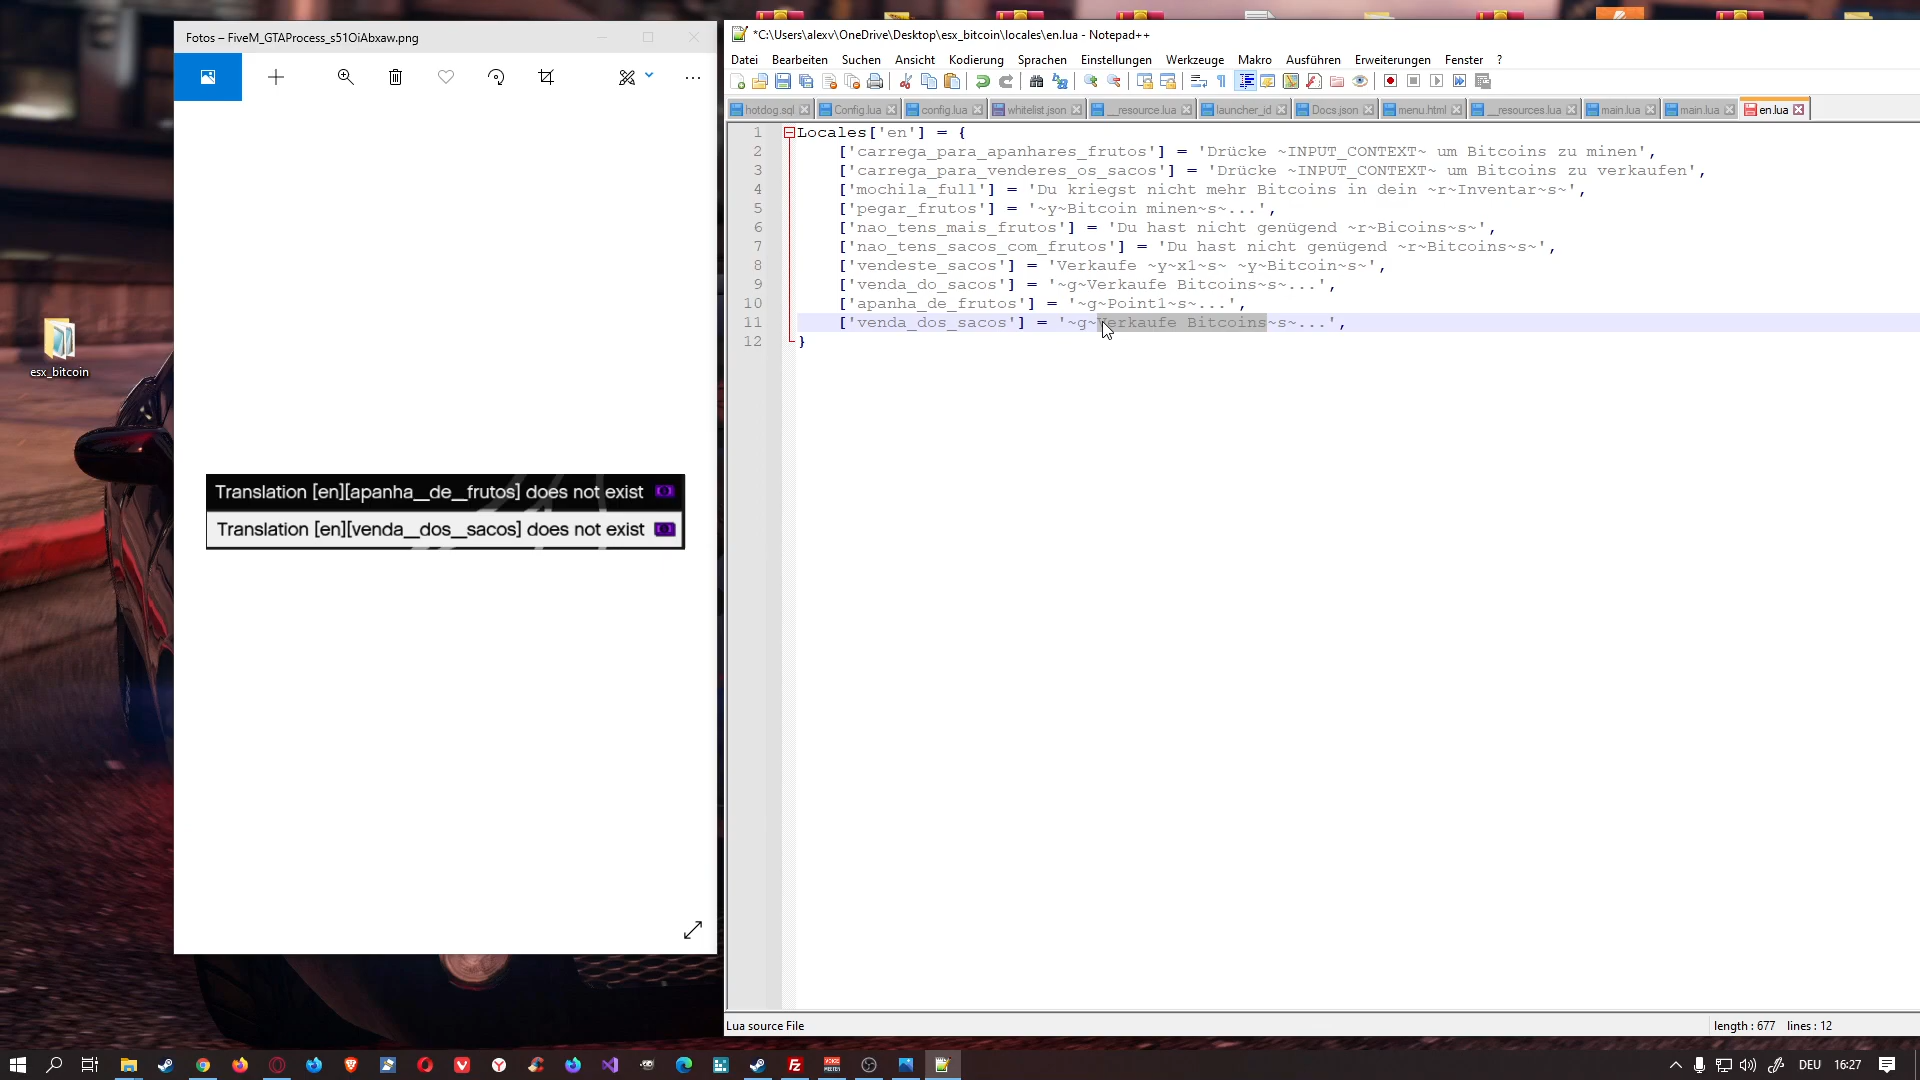 Fotos – FiveM_GTAProcess_s51OiAbxaw.png
esx_bitcoin
Translation [en][apanha_de_frutos] does not exist
Translation [en][venda_dos_sacos] does not exist
*C:\Users\alexv\OneDrive\Desktop\esx_bitcoin\locales\en.lua - Notepad++
Datei Bearbeiten Suchen Ansicht Kodierung Sprachen Einstellungen Werkzeuge Makro Ausführen Erweiterungen Fenster ?
hotdog.sql Config.lua config.lua whitelist.json __resource.lua launcher_id Docs.json menu.html __resources.lua main.lua main.lua en.lua
1 Locales['en'] = {
2 ['carrega_para_apanhares_frutos'] = 'Drücke ~INPUT_CONTEXT~ um Bitcoins zu minen',
3 ['carrega_para_venderes_os_sacos'] = 'Drücke ~INPUT_CONTEXT~ um Bitcoins zu verkaufen',
4 ['mochila_full'] = 'Du kriegst nicht mehr Bitcoins in dein ~r~Inventar~s~',
5 ['pegar_frutos'] = '~y~Bitcoin minen~s~...',
6 ['nao_tens_mais_frutos'] = 'Du hast nicht genügend ~r~Bicoins~s~',
7 ['nao_tens_sacos_com_frutos'] = 'Du hast nicht genügend ~r~Bitcoins~s~',
8 ['vendeste_sacos'] = 'Verkaufe ~y~x1~s~ ~y~Bitcoin~s~',
9 ['venda_do_sacos'] = '~g~Verkaufe Bitcoins~s~...',
10 ['apanha_de_frutos'] = '~g~Point1~s~...',
11 ['venda_dos_sacos'] = '~g~Verkaufe Bitcoins~s~...',
12 }
Lua source File length : 677 lines : 12
DEU 16:27